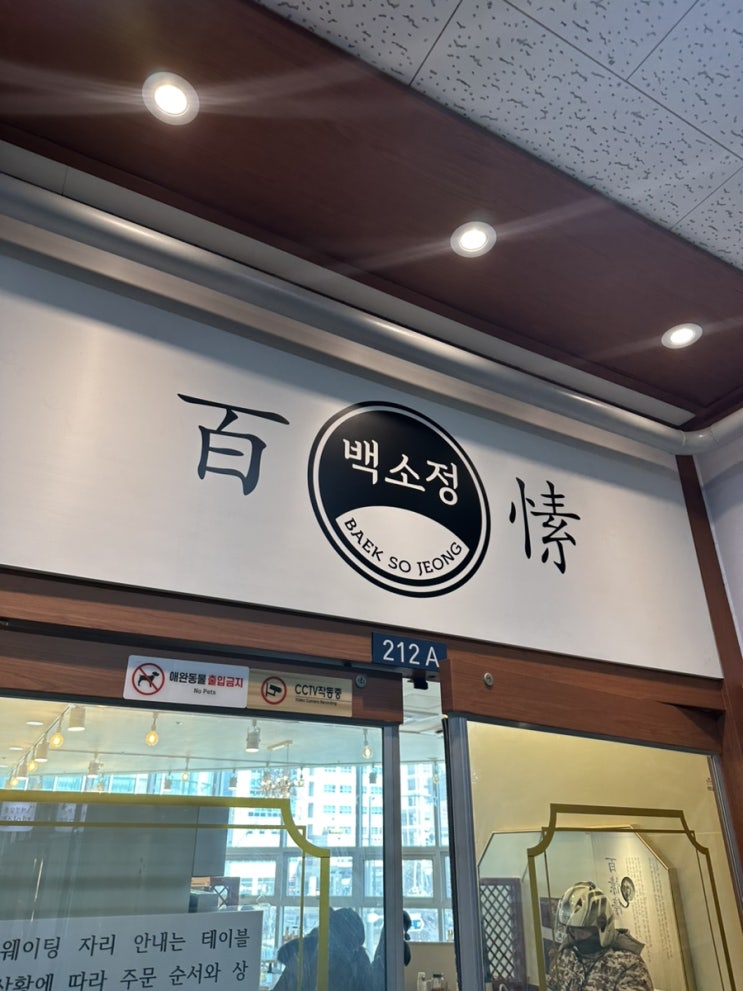 百
백소정
BAEK SO JEONG
愫
212 A
애완동물 출입금지
No Pets
CCTV작동중
웨이팅 자리 안내는 테이블
상황에 따라 주문 순서와 상